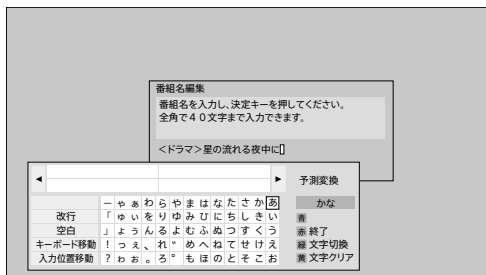 番組名編集
番組名を入力し、決定キーを押してください。
全角で40文字まで入力できます。
<ドラマ>星の流れる夜中に
◀ ▶ 予測変換
ー ゃ ぁ わ ら や ま は な た さ か あ かな
改行 「 ゅ ぃ を り ゆ み ひ に ち し き い 青
空白 」 ょ ぅ ん る よ む ふ ぬ つ す く う 赤 終了
キーボード移動 ! っ ぇ 、 れ ゛ め へ ね て せ け え 緑 文字切換
入力位置移動 ? ゎ ぉ 。 ろ ゜ も ほ の と そ こ お 黄 文字クリア